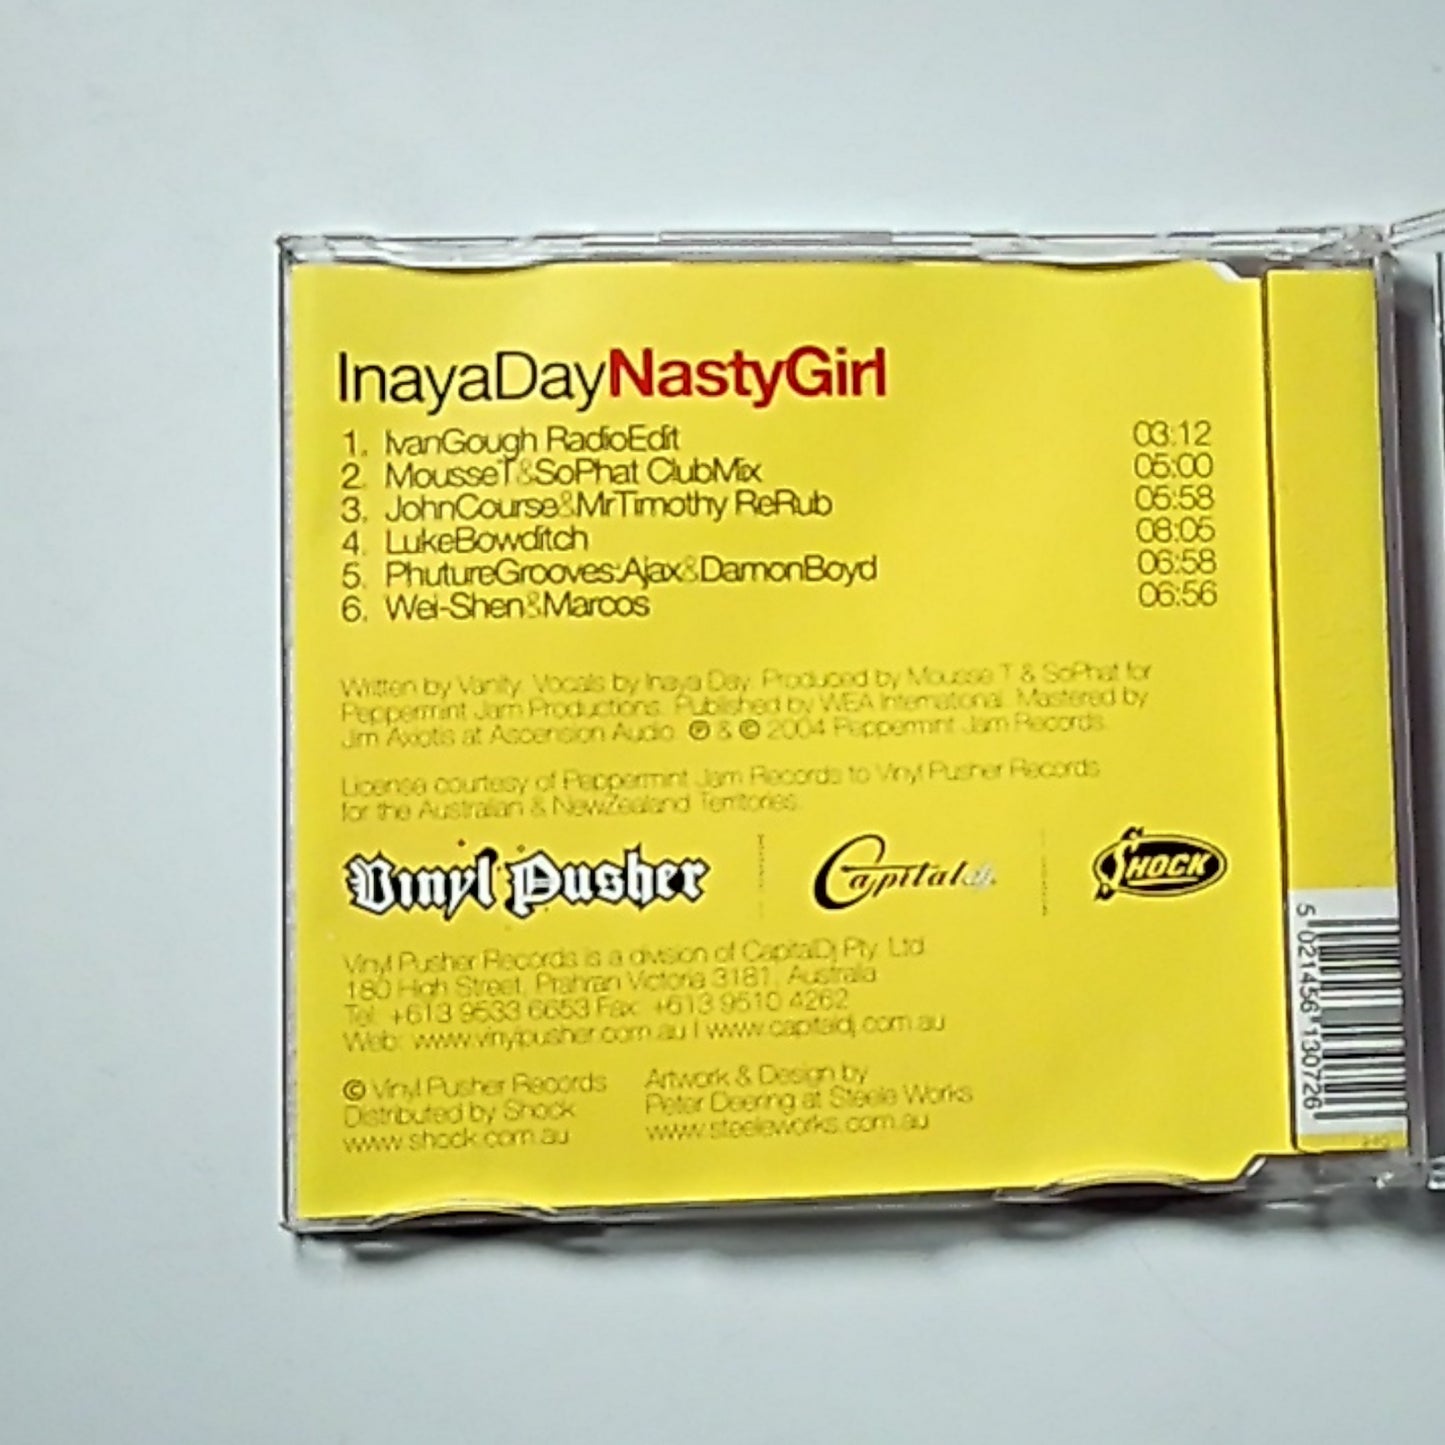 InayaDayNastyGirl
1. IvanGough RadioEdit 03:12
2. MousseT&SoPhat ClubMix 05:00
3. JohnCourse&MrTimothy ReRub 05:58
4. LukeBowditch 08:05
5. PhutureGrooves:Ajax&DamonBoyd 06:58
6. Wei-Shen&Marcos 06:56
Written by Vanity. Vocals by Inaya Day. Produced by Mousse T & SoPhat for
Peppermint Jam Productions. Published by WEA International. Mastered by
Jim Axiotis at Ascension Audio. ℗ & © 2004 Peppermint Jam Records.
License courtesy of Peppermint Jam Records to Vinyl Pusher Records
for the Australian & NewZealand Territories.
Vinyl Pusher
Capital dj.
SHOCK
Vinyl Pusher Records is a division of CapitalDj Pty. Ltd.
180 High Street, Prahran Victoria 3181, Australia
Tel: +613 9533 6653 Fax: +613 9510 4262
Web: www.vinylpusher.com.au | www.capitaldj.com.au
© Vinyl Pusher Records
Distributed by Shock
www.shock.com.au
Artwork & Design by
Peter Deering at Steele Works
www.steeleworks.com.au
5 021456 130726